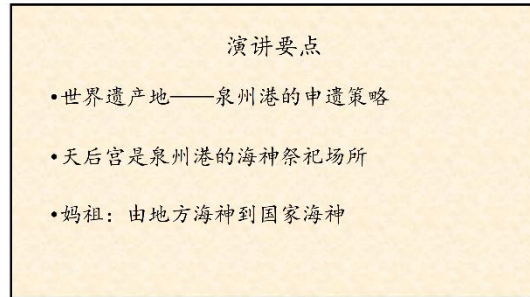 演讲要点
•世界遗产地——泉州港的申遗策略
•天后宫是泉州港的海神祭祀场所
•妈祖：由地方海神到国家海神